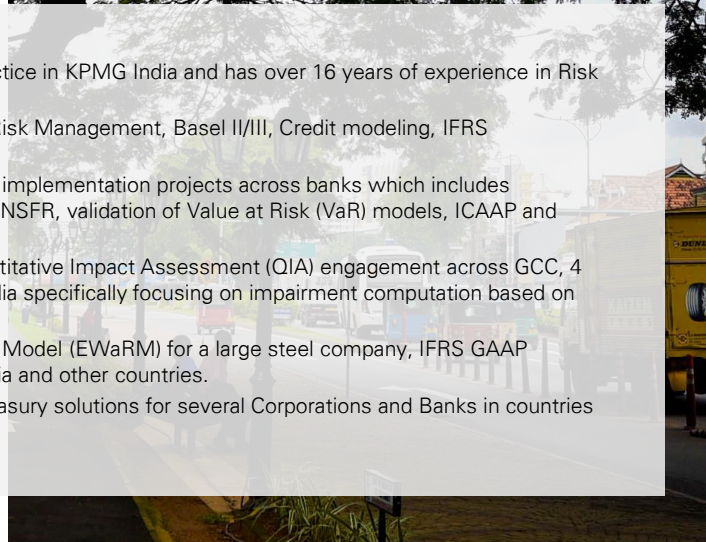 ctice in KPMG India and has over 16 years of experience in Risk
Risk Management, Basel II/III, Credit modeling, IFRS
implementation projects across banks which includes
NSFR, validation of Value at Risk (VaR) models, ICAAP and
titative Impact Assessment (QIA) engagement across GCC, 4
dia specifically focusing on impairment computation based on
Model (EWaRM) for a large steel company, IFRS GAAP
ia and other countries.
easury solutions for several Corporations and Banks in countries